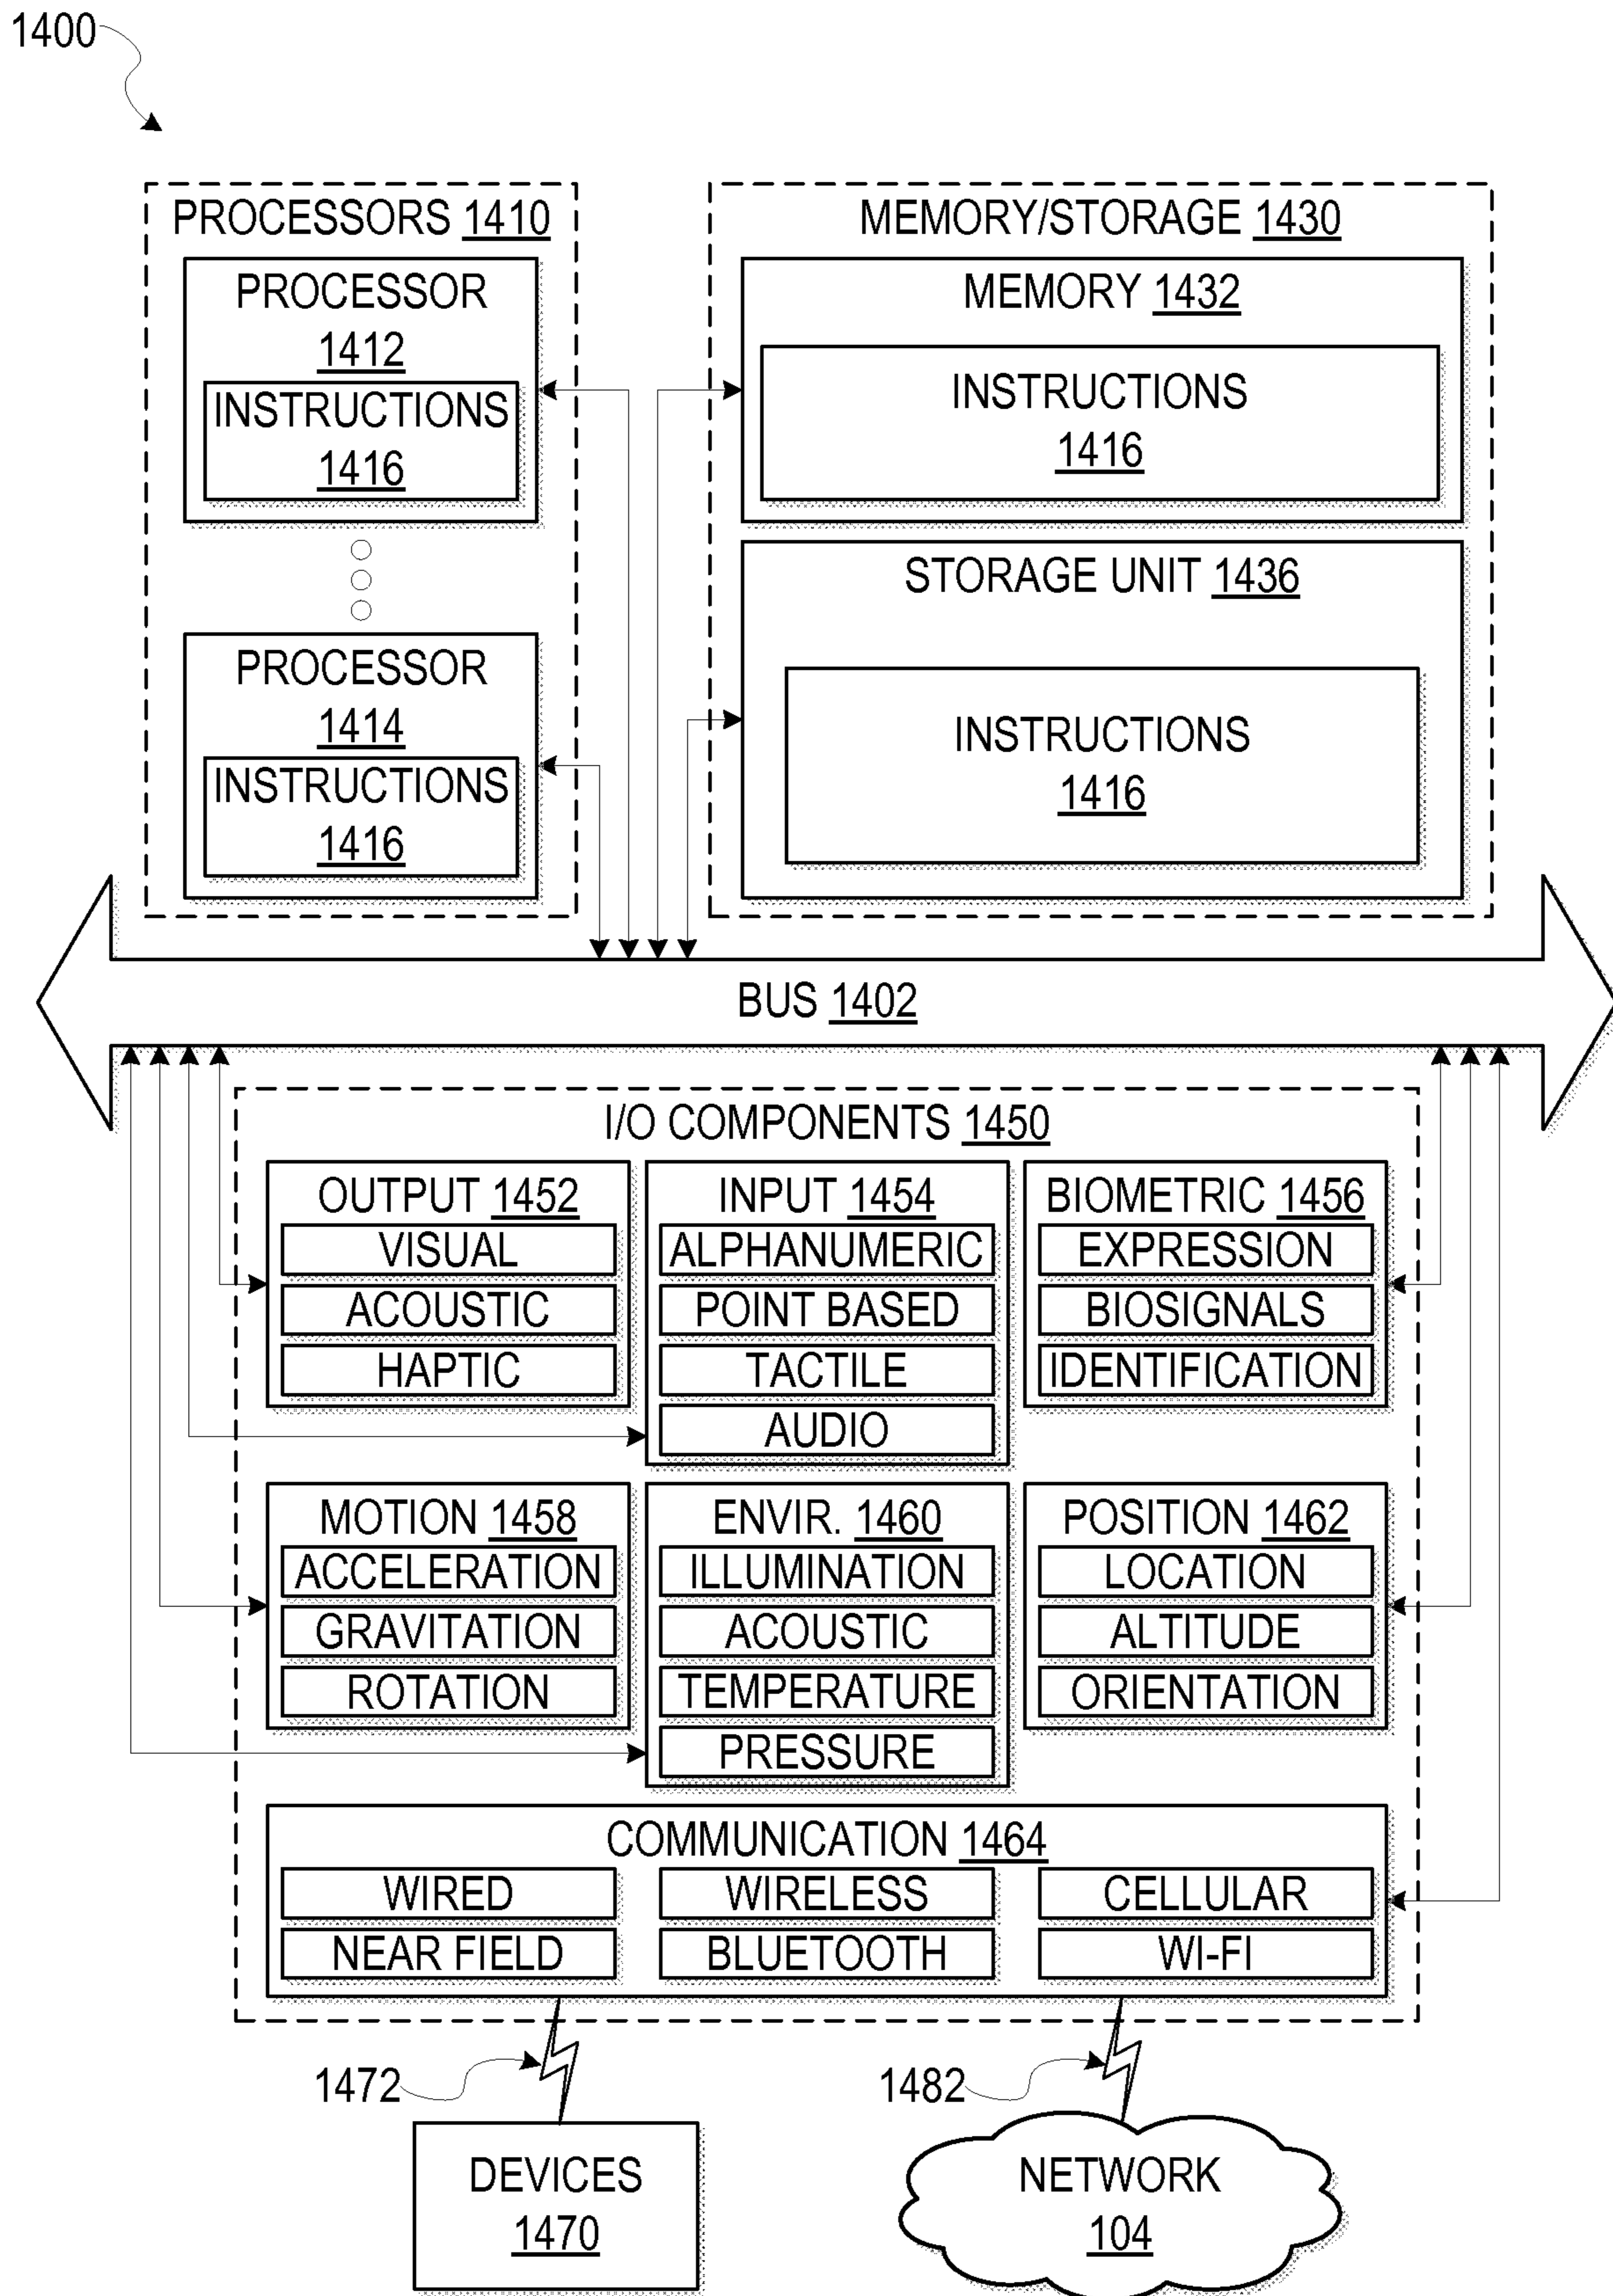 1400
PROCESSORS 1410
PROCESSOR
1412
INSTRUCTIONS
1416
PROCESSOR
1414
INSTRUCTIONS
1416
MEMORY/STORAGE 1430
MEMORY 1432
INSTRUCTIONS
1416
STORAGE UNIT 1436
INSTRUCTIONS
1416
BUS 1402
I/O COMPONENTS 1450
OUTPUT 1452
VISUAL
ACOUSTIC
HAPTIC
INPUT 1454
ALPHANUMERIC
POINT BASED
TACTILE
AUDIO
BIOMETRIC 1456
EXPRESSION
BIOSIGNALS
IDENTIFICATION
MOTION 1458
ACCELERATION
GRAVITATION
ROTATION
ENVIR. 1460
ILLUMINATION
ACOUSTIC
TEMPERATURE
PRESSURE
POSITION 1462
LOCATION
ALTITUDE
ORIENTATION
COMMUNICATION 1464
WIRED
WIRELESS
CELLULAR
NEAR FIELD
BLUETOOTH
WI-FI
1472
1482
DEVICES
1470
NETWORK
104